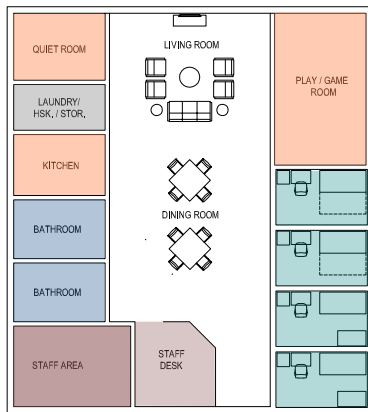 QUIET ROOM
LIVING ROOM
PLAY / GAME
ROOM
LAUNDRY/
HSK. / STOR.
KITCHEN
DINING ROOM
BATHROOM
BATHROOM
STAFF AREA
STAFF
DESK